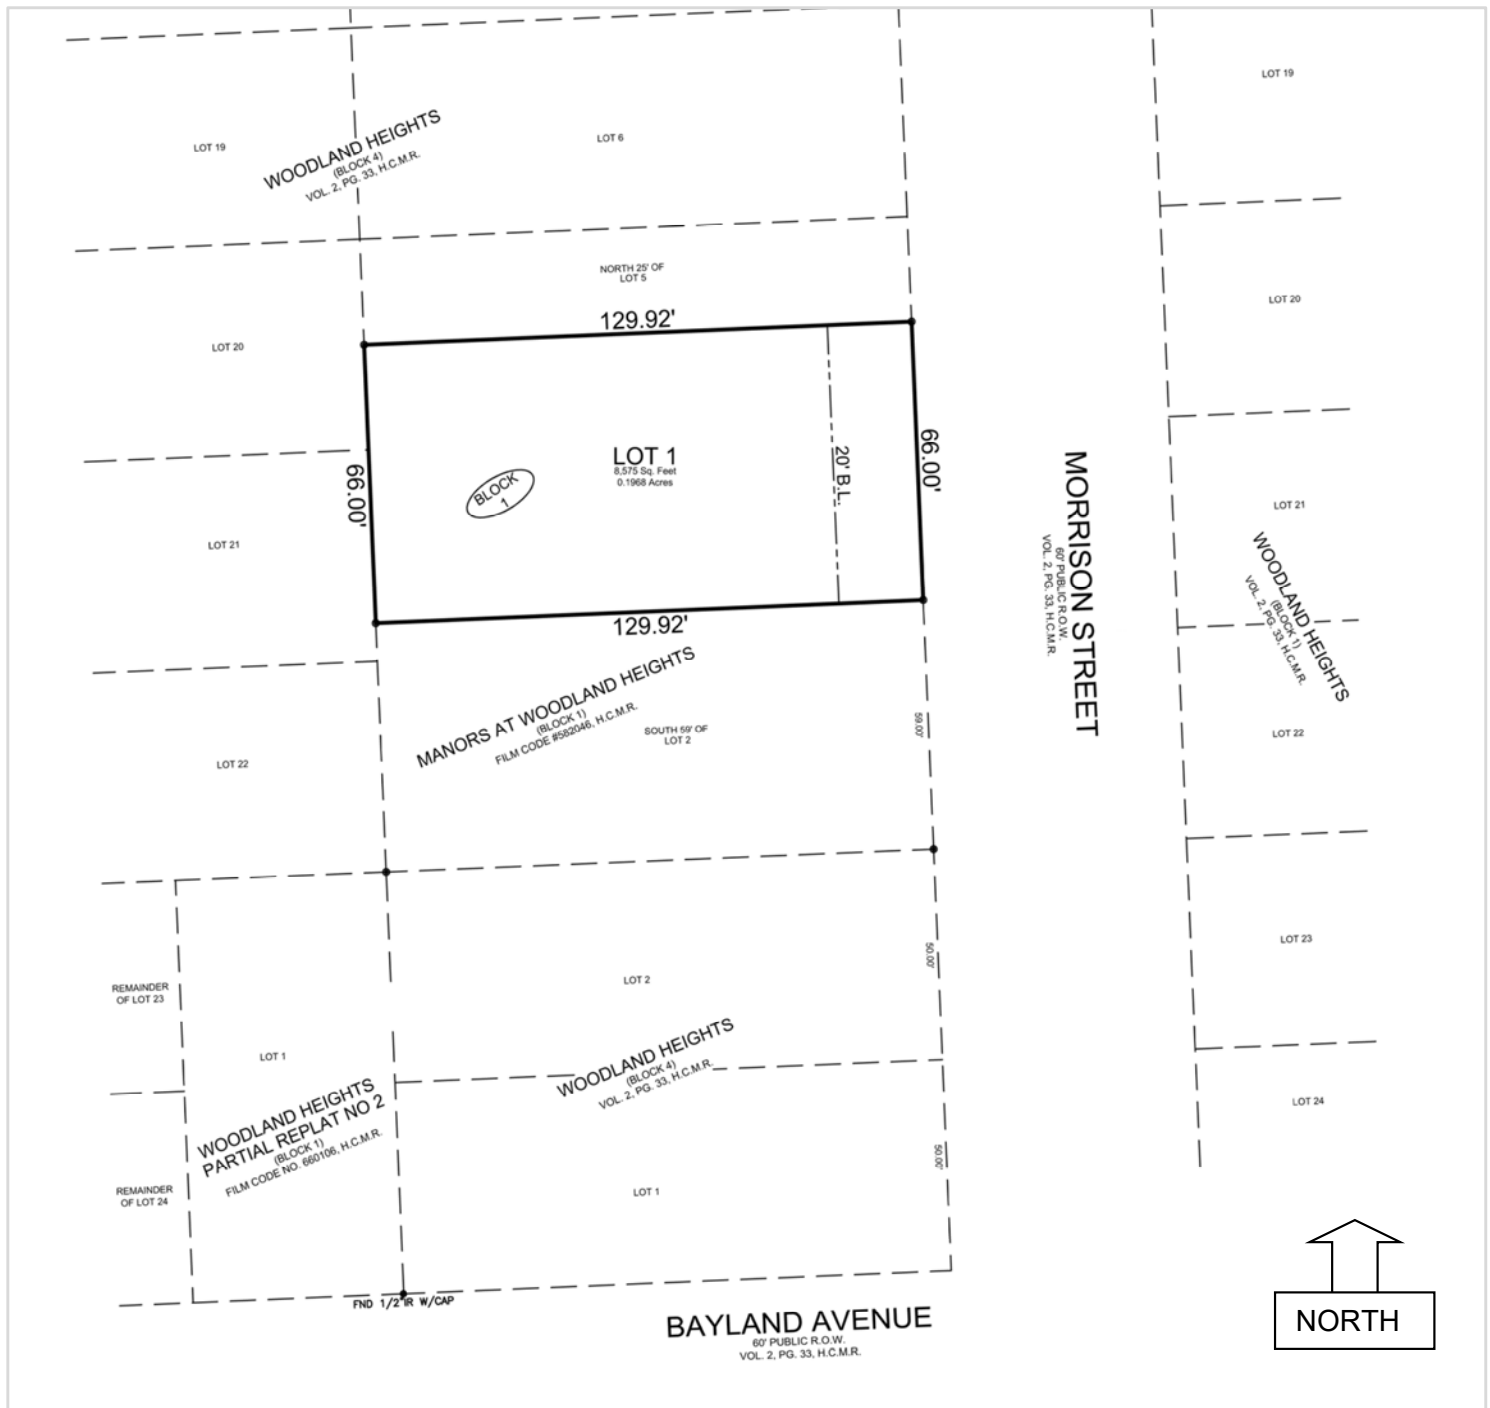 LOT 19
WOODLAND HEIGHTS
(BLOCK 4)
VOL. 2, PG. 33, H.C.M.R.
LOT 6
LOT 19
NORTH 25' OF
LOT 5
LOT 20
129.92'
LOT 20
66.00'
BLOCK
1
LOT 1
8,575 Sq. Feet
0.1968 Acres
20' B.L.
66.00'
LOT 21
129.92'
MORRISON STREET
60' PUBLIC R.O.W.
VOL. 2, PG. 33, H.C.M.R.
LOT 21
WOODLAND HEIGHTS
(BLOCK 1)
VOL. 2, PG. 33, H.C.M.R.
LOT 22
MANORS AT WOODLAND HEIGHTS
(BLOCK 1)
FILM CODE #582046, H.C.M.R.
SOUTH 59' OF
LOT 2
59.00'
LOT 22
REMAINDER
OF LOT 23
LOT 2
50.00'
LOT 23
LOT 1
WOODLAND HEIGHTS
PARTIAL REPLAT NO 2
(BLOCK 1)
FILM CODE NO. 660106, H.C.M.R.
WOODLAND HEIGHTS
(BLOCK 4)
VOL. 2, PG. 33, H.C.M.R.
LOT 24
REMAINDER
OF LOT 24
LOT 1
50.00'
FND 1/2"IR W/CAP
BAYLAND AVENUE
60' PUBLIC R.O.W.
VOL. 2, PG. 33, H.C.M.R.
NORTH